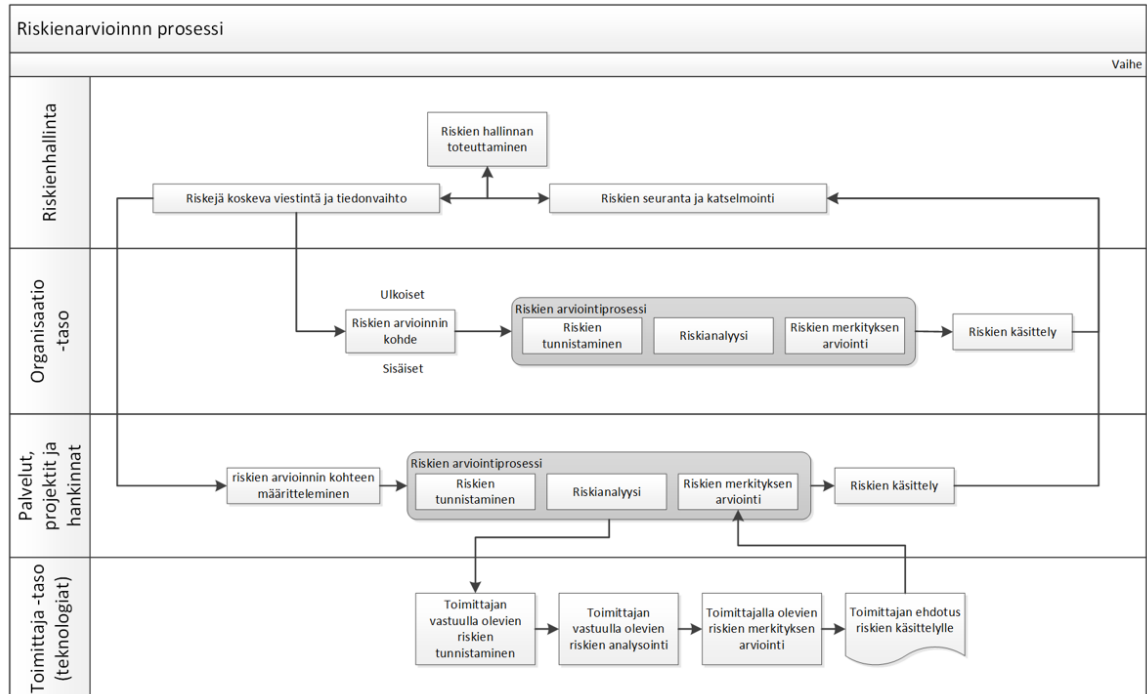 Riskienarvioinnn prosessi
Vaihe
Riskienhallinta
Riskien hallinnan
toteuttaminen
Riskejä koskeva viestintä ja tiedonvaihto
Riskien seuranta ja katselmointi
Organisaatio
-taso
Ulkoiset
Riskien arvioinnin
kohde
Sisäiset
Riskien arviointiprosessi
Riskien
tunnistaminen
Riskianalyysi
Riskien merkityksen
arviointi
Riskien käsittely
Palvelut,
projektit ja
hankinnat
riskien arvioinnin kohteen
määritteleminen
Riskien arviointiprosessi
Riskien
tunnistaminen
Riskianalyysi
Riskien merkityksen
arviointi
Riskien käsittely
Toimittaja -taso
(teknologiat)
Toimittajan
vastuulla olevien
riskien
tunnistaminen
Toimittajan
vastuulla olevien
riskien analysointi
Toimittajalla olevien
riskien merkityksen
arviointi
Toimittajan ehdotus
riskien käsittelylle